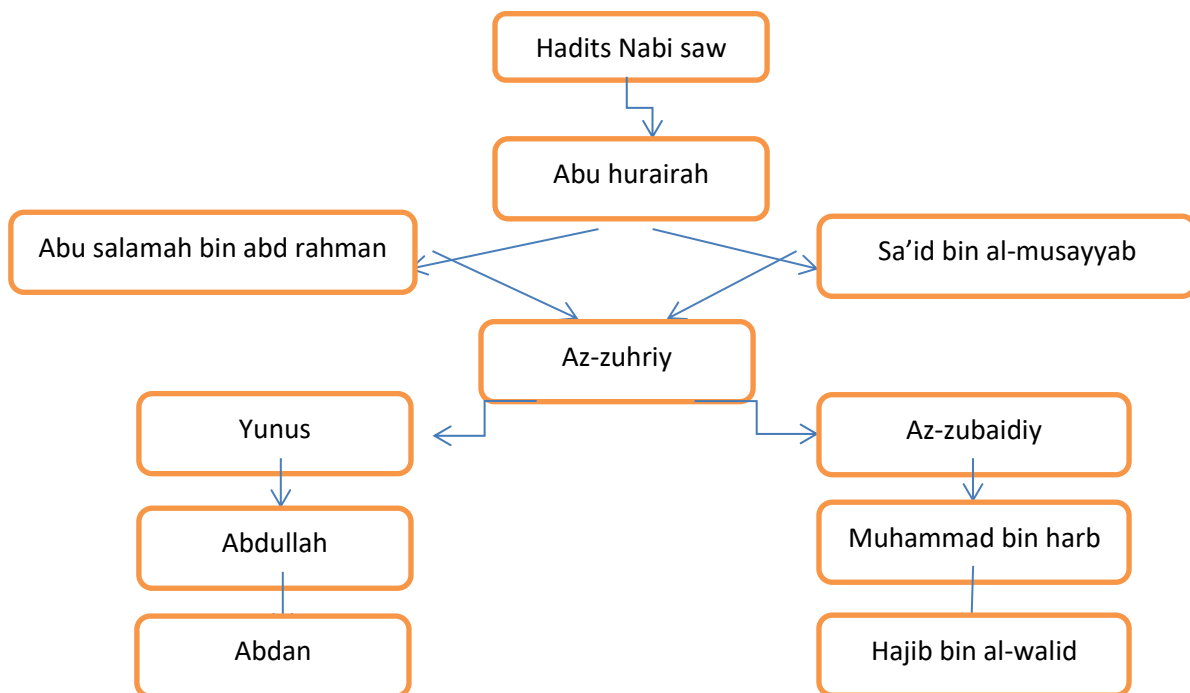 Hadits Nabi saw
Abu hurairah
Abu salamah bin abd rahman
Sa’id bin al-musayyab
Az-zuhriy
Yunus
Az-zubaidiy
Abdullah
Muhammad bin harb
Abdan
Hajib bin al-walid